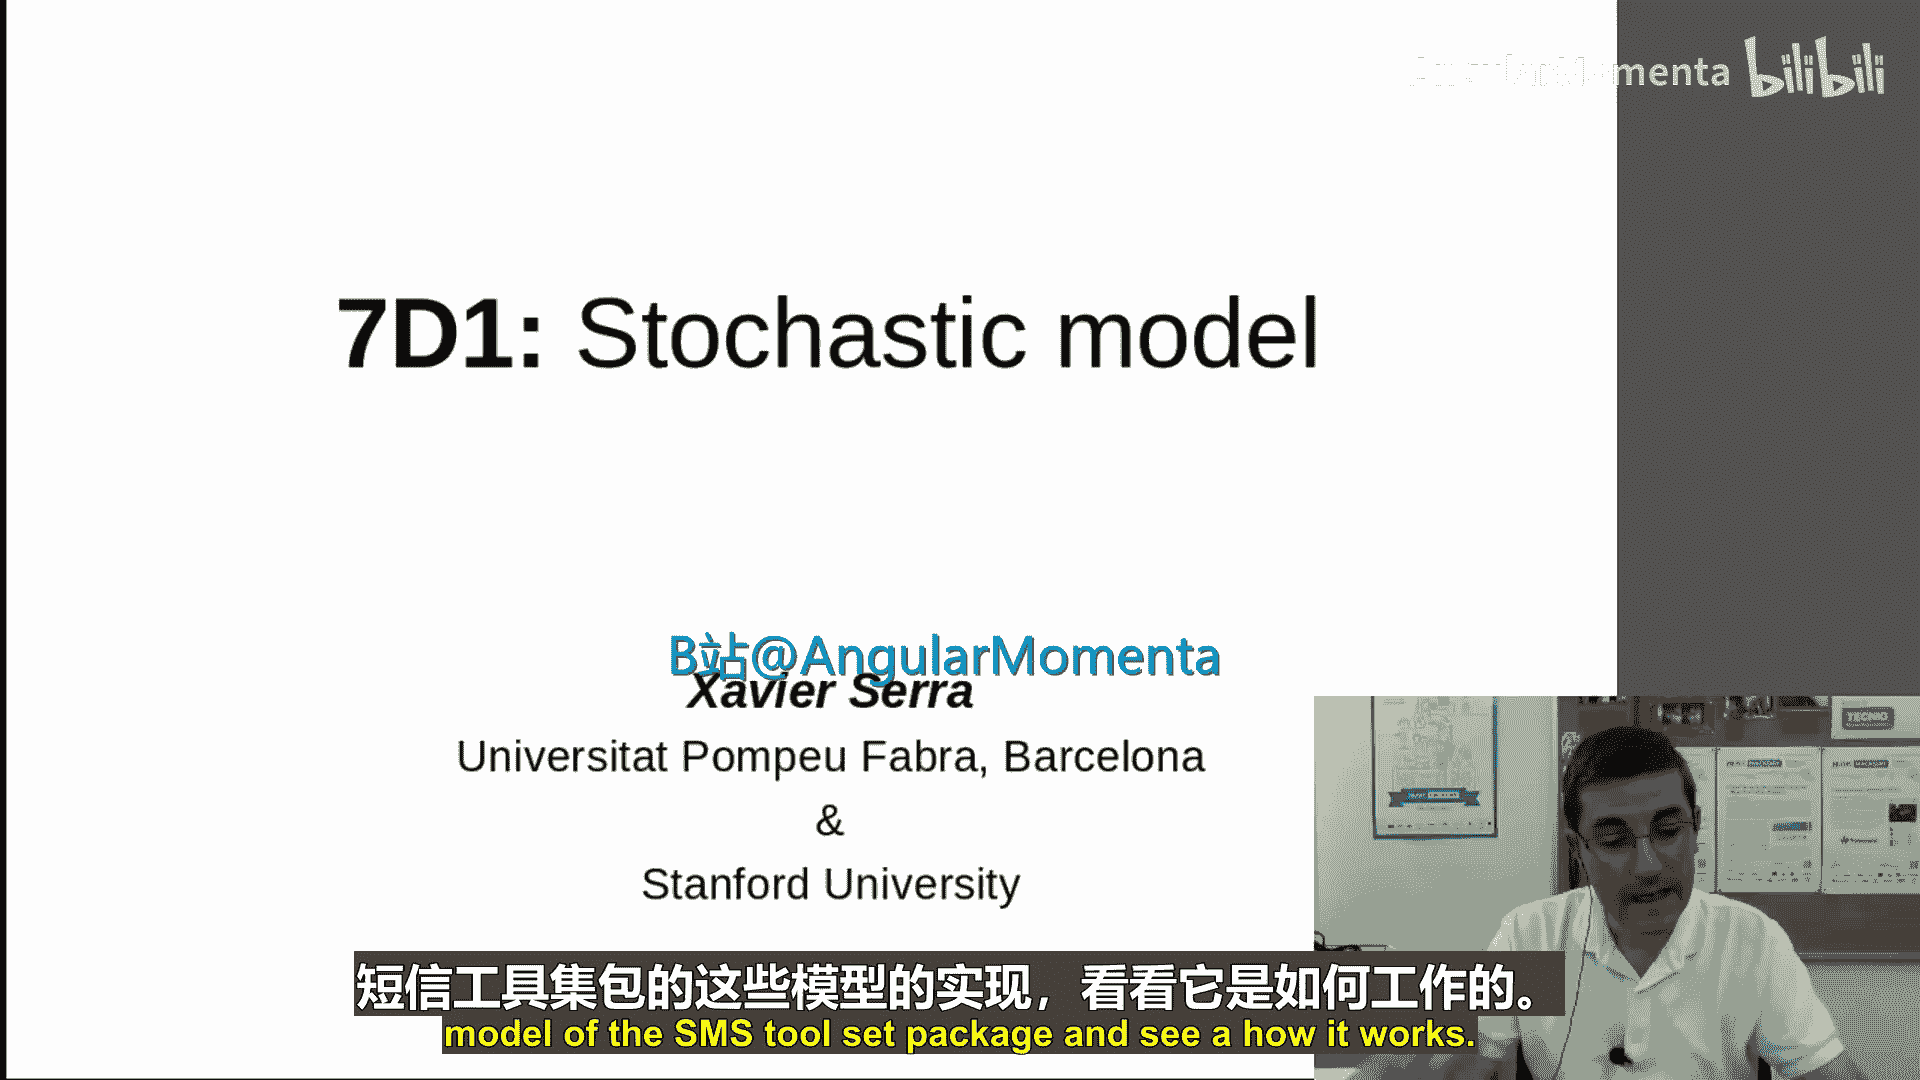 menta bilibili
7D1: Stochastic model
B站@AngularMomenta
Xavier Serra
Universitat Pompeu Fabra, Barcelona
&
Stanford University
TECNIO
短信工具集包的这些模型的实现，看看它是如何工作的。
model of the SMS tool set package and see a how it works.